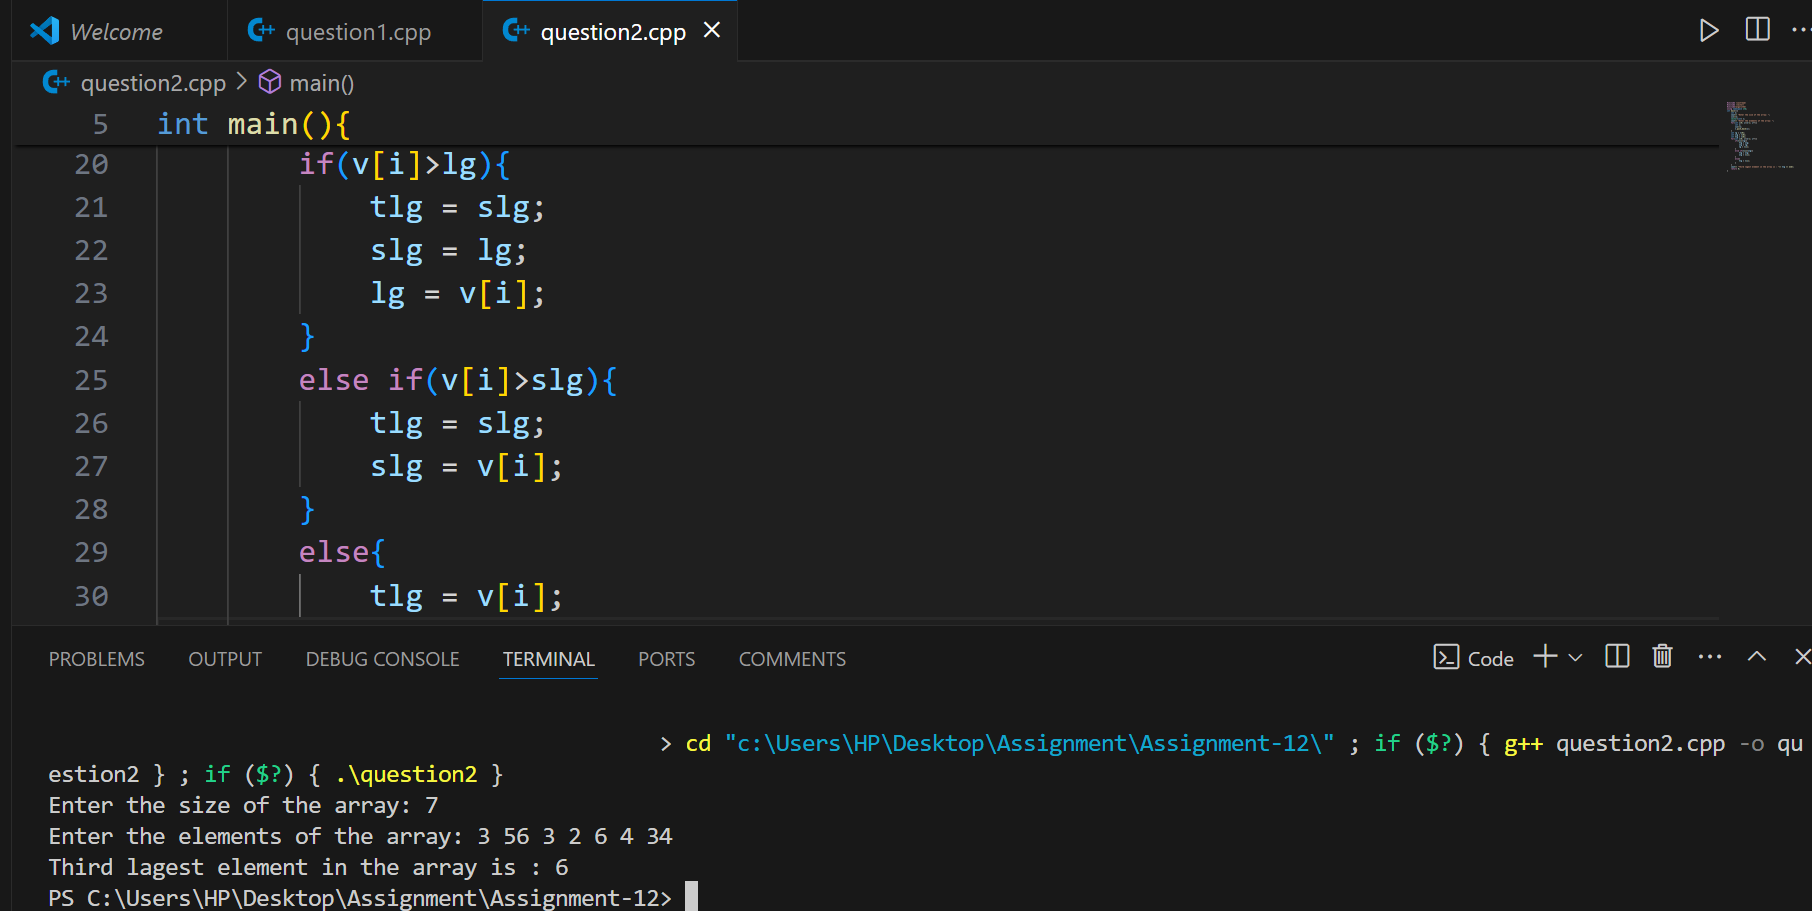 Welcome question1.cpp question2.cpp
question2.cpp > main()
5 int main(){
20 if(v[i]>lg){
21 tlg = slg;
22 slg = lg;
23 lg = v[i];
24 }
25 else if(v[i]>slg){
26 tlg = slg;
27 slg = v[i];
28 }
29 else{
30 tlg = v[i];
PROBLEMS OUTPUT DEBUG CONSOLE TERMINAL PORTS COMMENTS Code
> cd "c:\Users\HP\Desktop\Assignment\Assignment-12\" ; if ($?) { g++ question2.cpp -o qu
estion2 } ; if ($?) { .\question2 }
Enter the size of the array: 7
Enter the elements of the array: 3 56 3 2 6 4 34
Third lagest element in the array is : 6
PS C:\Users\HP\Desktop\Assignment\Assignment-12>